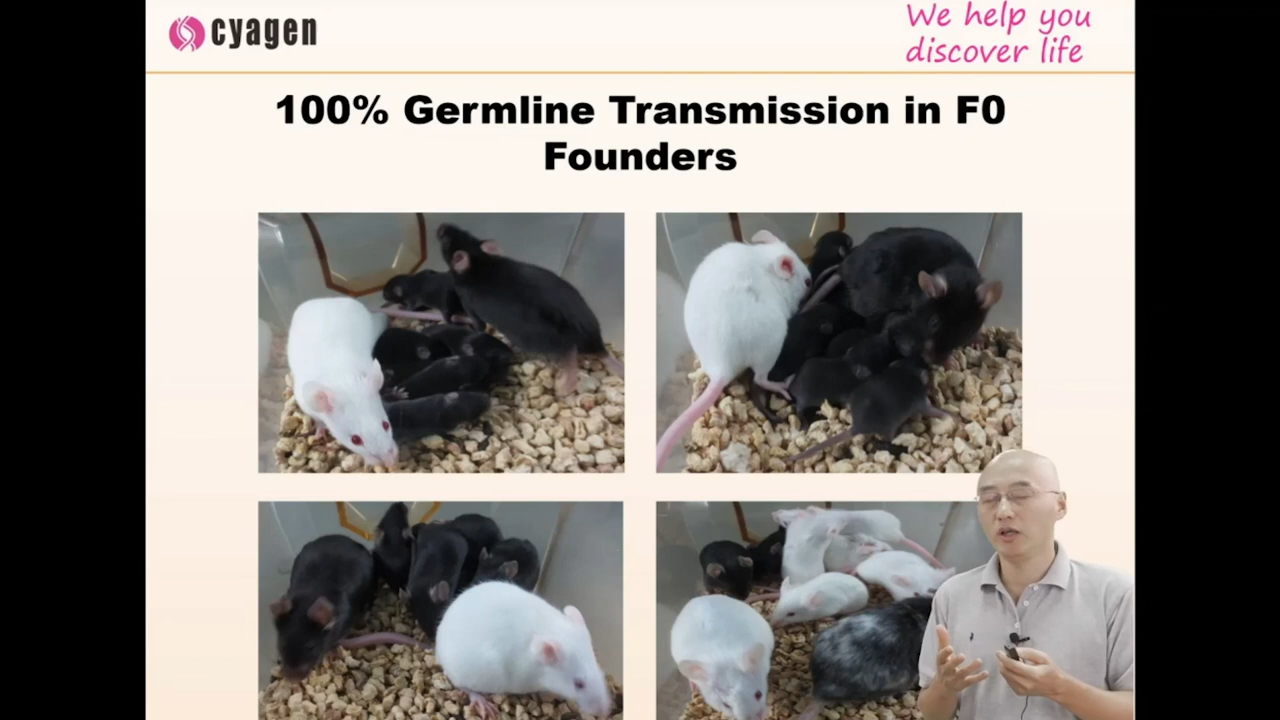 cyagen
We help you
discover life
100% Germline Transmission in F0
Founders